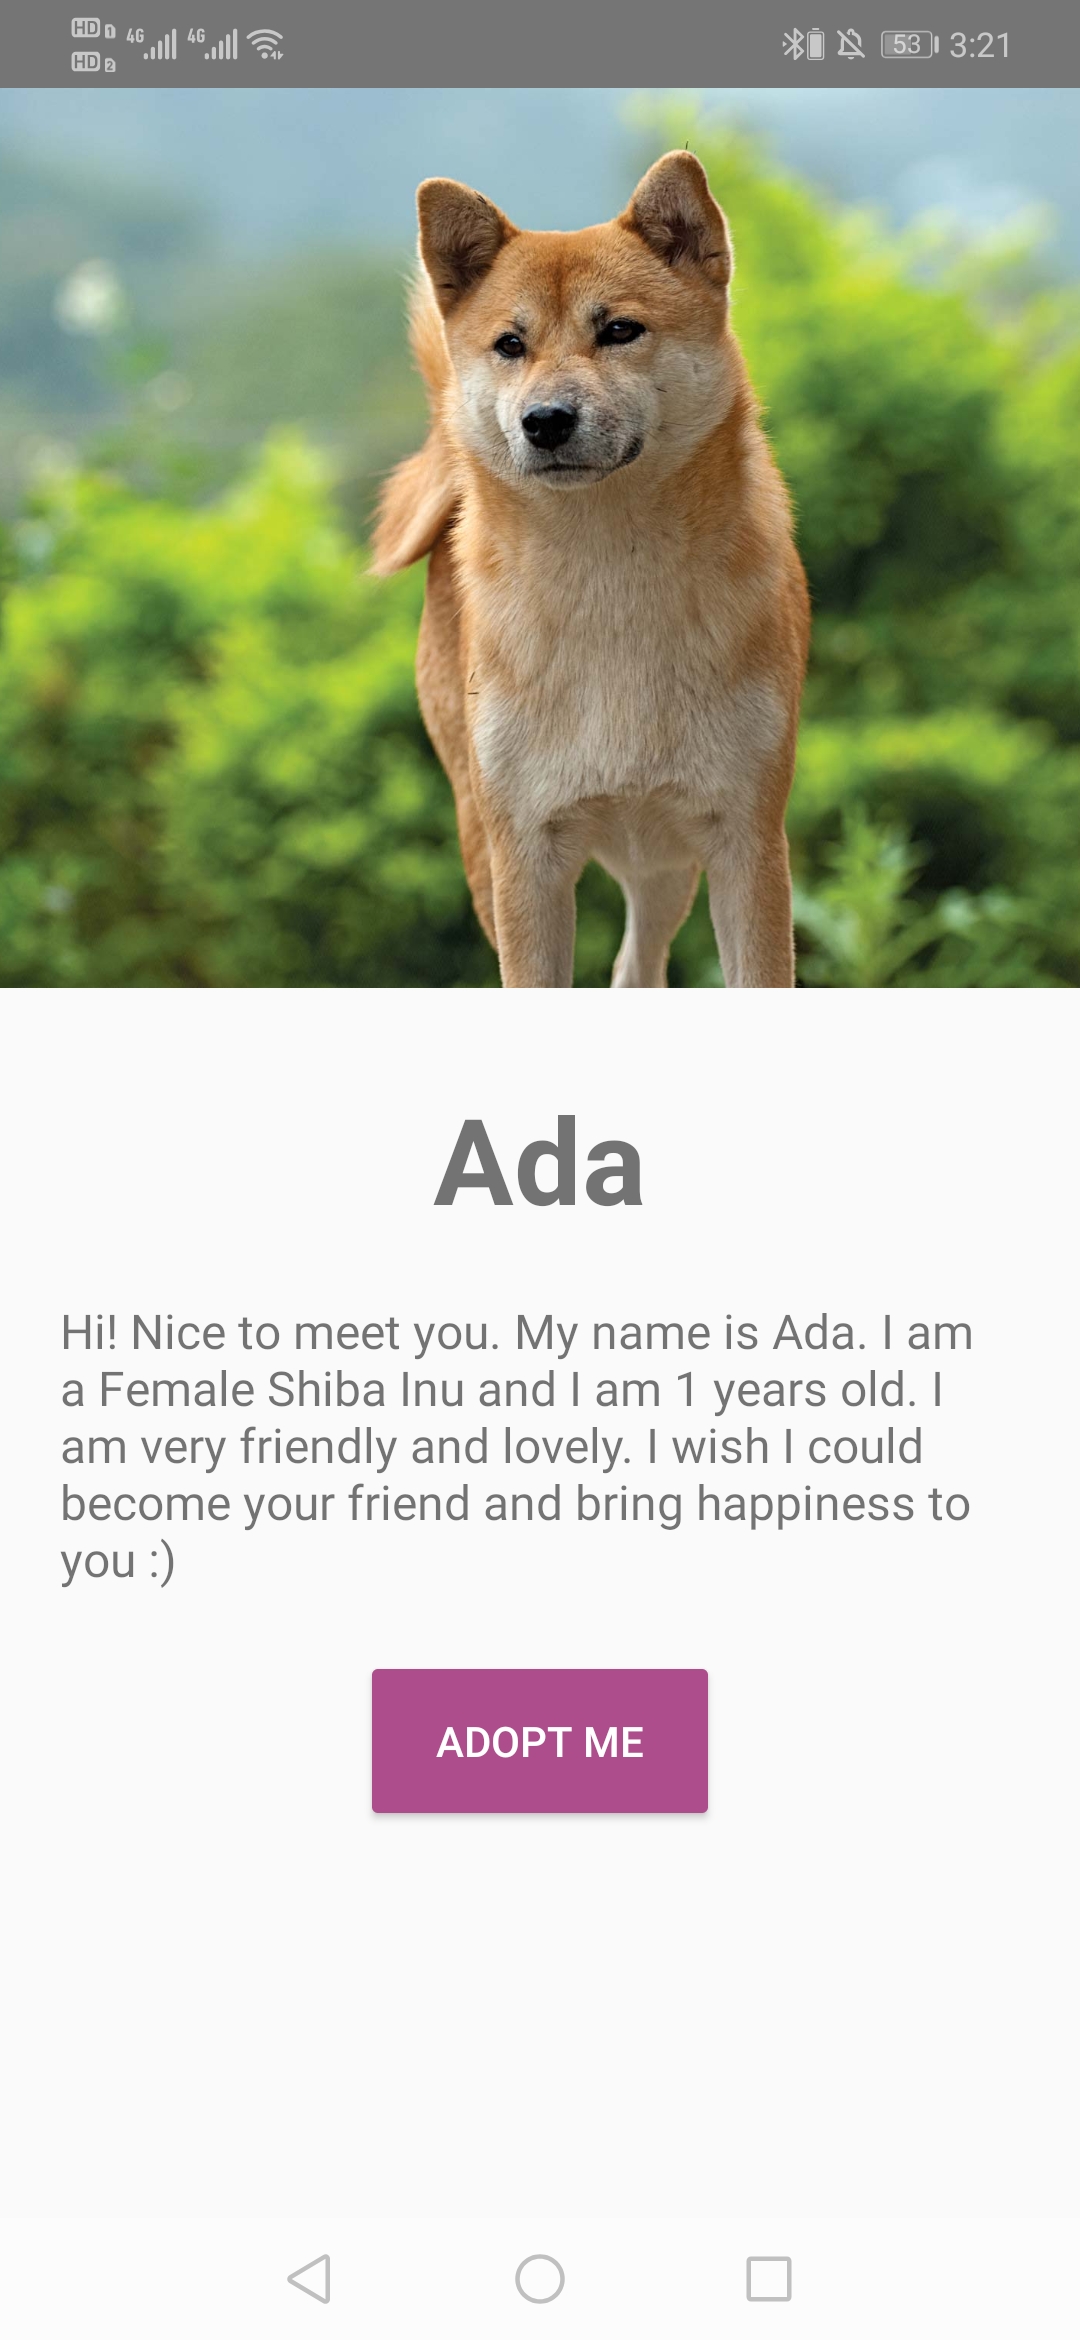 HD 1 4G 4G
HD 2
53 3:21
Ada
Hi! Nice to meet you. My name is Ada. I am
a Female Shiba Inu and I am 1 years old. I
am very friendly and lovely. I wish I could
become your friend and bring happiness to
you :)
ADOPT ME